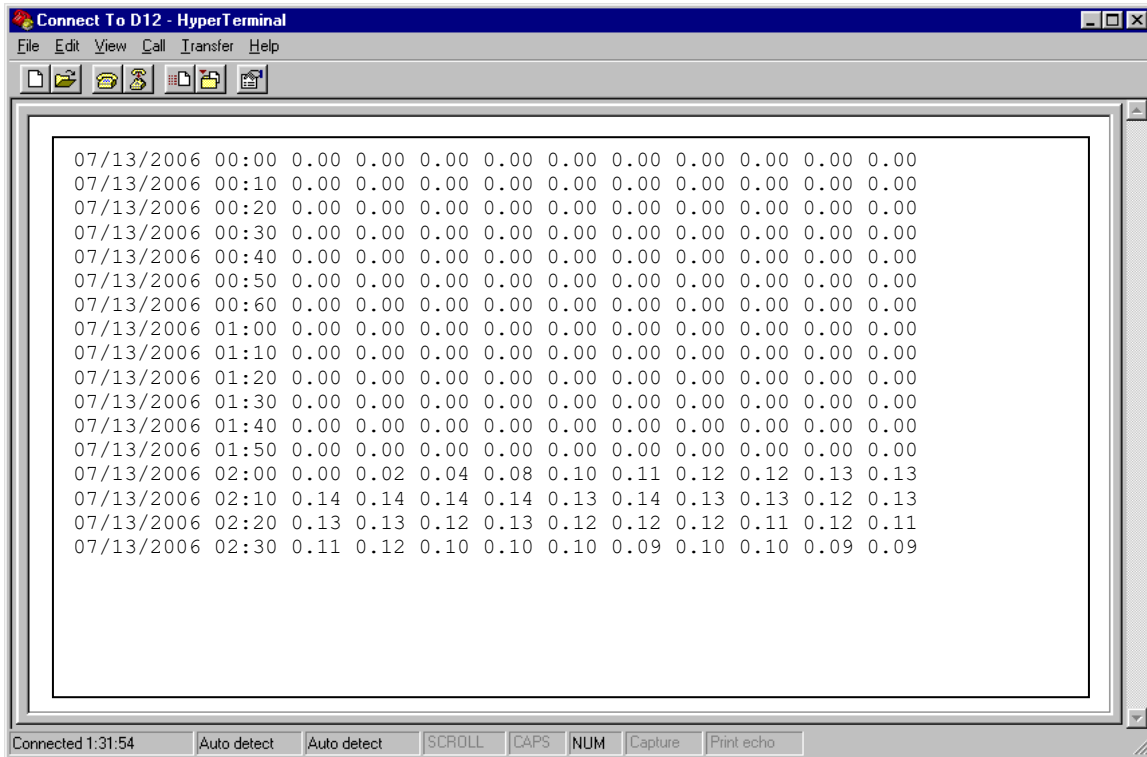 Connect To D12 - HyperTerminal
File Edit View Call Transfer Help
07/13/2006 00:00 0.00 0.00 0.00 0.00 0.00 0.00 0.00 0.00 0.00 0.00
07/13/2006 00:10 0.00 0.00 0.00 0.00 0.00 0.00 0.00 0.00 0.00 0.00
07/13/2006 00:20 0.00 0.00 0.00 0.00 0.00 0.00 0.00 0.00 0.00 0.00
07/13/2006 00:30 0.00 0.00 0.00 0.00 0.00 0.00 0.00 0.00 0.00 0.00
07/13/2006 00:40 0.00 0.00 0.00 0.00 0.00 0.00 0.00 0.00 0.00 0.00
07/13/2006 00:50 0.00 0.00 0.00 0.00 0.00 0.00 0.00 0.00 0.00 0.00
07/13/2006 00:60 0.00 0.00 0.00 0.00 0.00 0.00 0.00 0.00 0.00 0.00
07/13/2006 01:00 0.00 0.00 0.00 0.00 0.00 0.00 0.00 0.00 0.00 0.00
07/13/2006 01:10 0.00 0.00 0.00 0.00 0.00 0.00 0.00 0.00 0.00 0.00
07/13/2006 01:20 0.00 0.00 0.00 0.00 0.00 0.00 0.00 0.00 0.00 0.00
07/13/2006 01:30 0.00 0.00 0.00 0.00 0.00 0.00 0.00 0.00 0.00 0.00
07/13/2006 01:40 0.00 0.00 0.00 0.00 0.00 0.00 0.00 0.00 0.00 0.00
07/13/2006 01:50 0.00 0.00 0.00 0.00 0.00 0.00 0.00 0.00 0.00 0.00
07/13/2006 02:00 0.00 0.02 0.04 0.08 0.10 0.11 0.12 0.12 0.13 0.13
07/13/2006 02:10 0.14 0.14 0.14 0.14 0.13 0.14 0.13 0.13 0.12 0.13
07/13/2006 02:20 0.13 0.13 0.12 0.13 0.12 0.12 0.12 0.11 0.12 0.11
07/13/2006 02:30 0.11 0.12 0.10 0.10 0.10 0.09 0.10 0.10 0.09 0.09
Connected 1:31:54 Auto detect Auto detect SCROLL CAPS NUM Capture Print echo